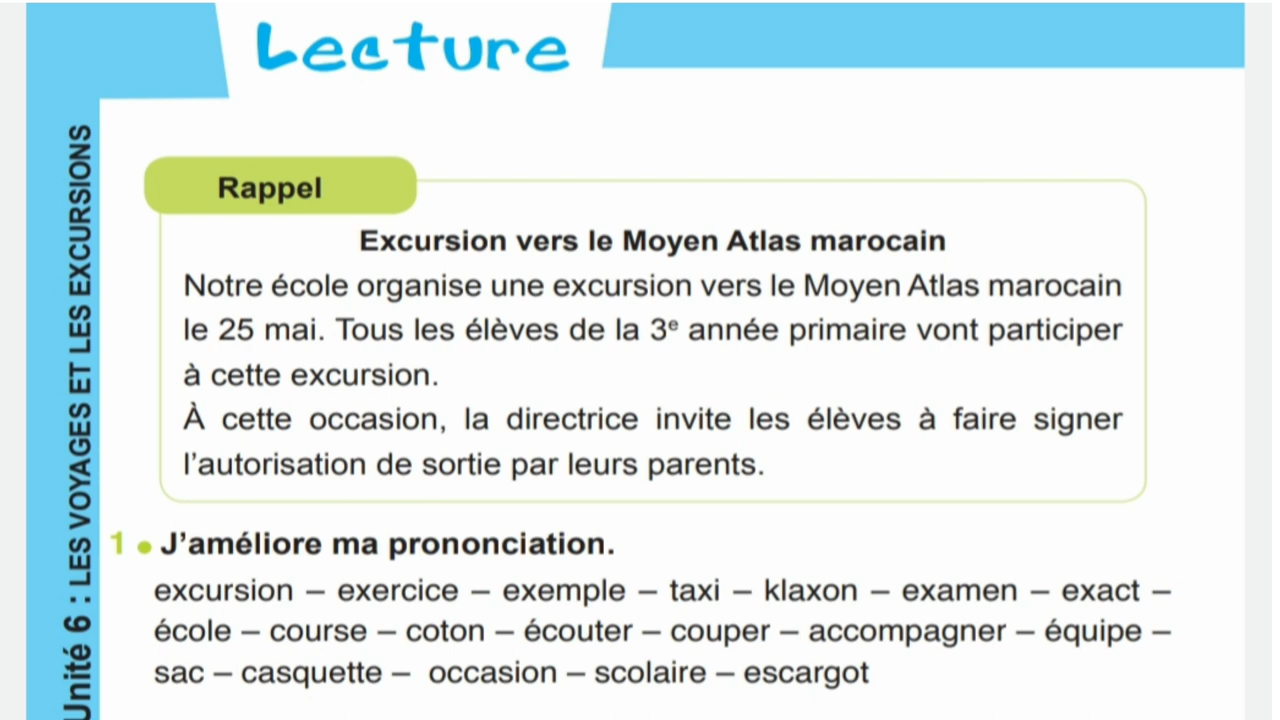 Lecture
Unité 6 : LES VOYAGES ET LES EXCURSIONS
Rappel
Excursion vers le Moyen Atlas marocain
Notre école organise une excursion vers le Moyen Atlas marocain
le 25 mai. Tous les élèves de la 3e année primaire vont participer
à cette excursion.
À cette occasion, la directrice invite les élèves à faire signer
l'autorisation de sortie par leurs parents.
1 • J'améliore ma prononciation.
excursion – exercice – exemple – taxi – klaxon – examen – exact –
école – course – coton – écouter – couper – accompagner – équipe –
sac – casquette – occasion – scolaire – escargot